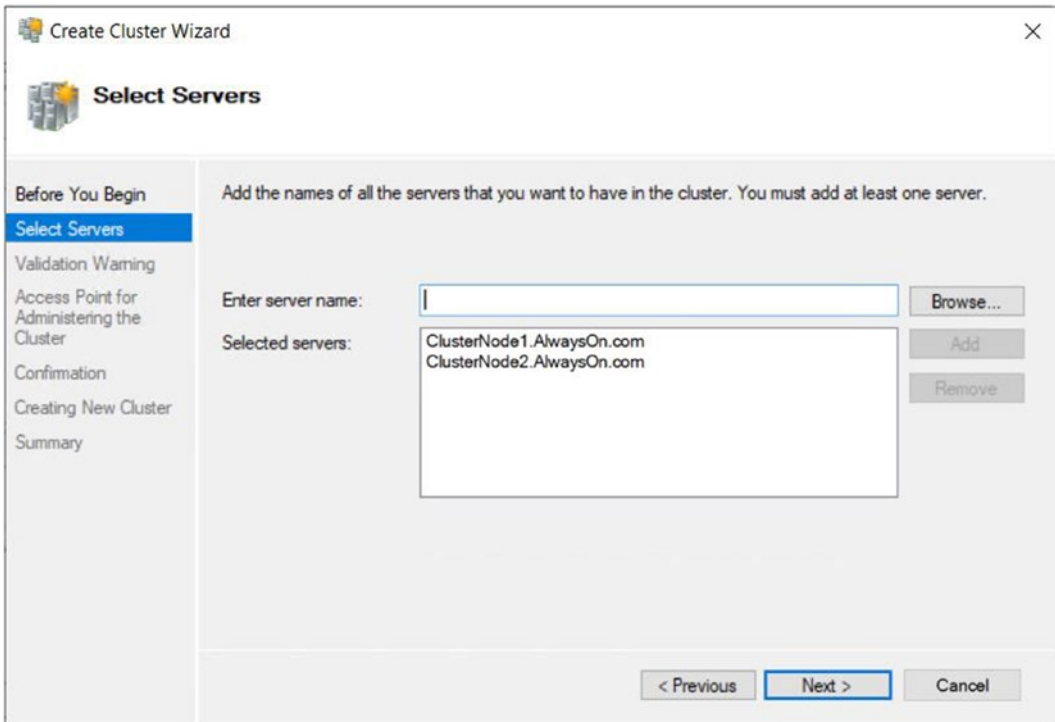 Create Cluster Wizard
Select Servers
Before You Begin
Select Servers
Validation Warning
Access Point for
Administering the
Cluster
Confirmation
Creating New Cluster
Summary
Add the names of all the servers that you want to have in the cluster. You must add at least one server.
Enter server name:
Browse...
Selected servers:
ClusterNode1.AlwaysOn.com
ClusterNode2.AlwaysOn.com
Add
Remove
< Previous
Next >
Cancel